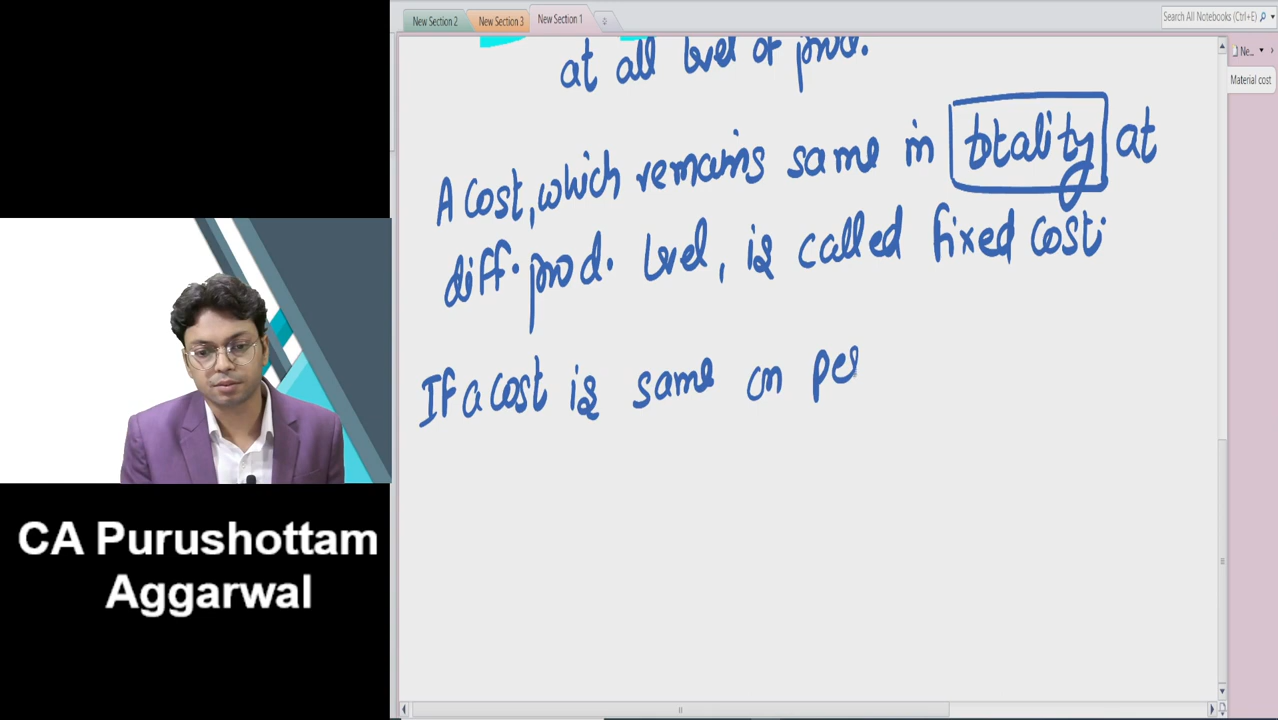 New Section 2
New Section 3
New Section 1
Search All Notebooks (Ctrl+E)
Ne...
Material cost
at all level of prod.
A cost, which remains same in totality at
diff. prod. level, is called fixed cost.
If a cost is same on per
CA Purushottam
Aggarwal